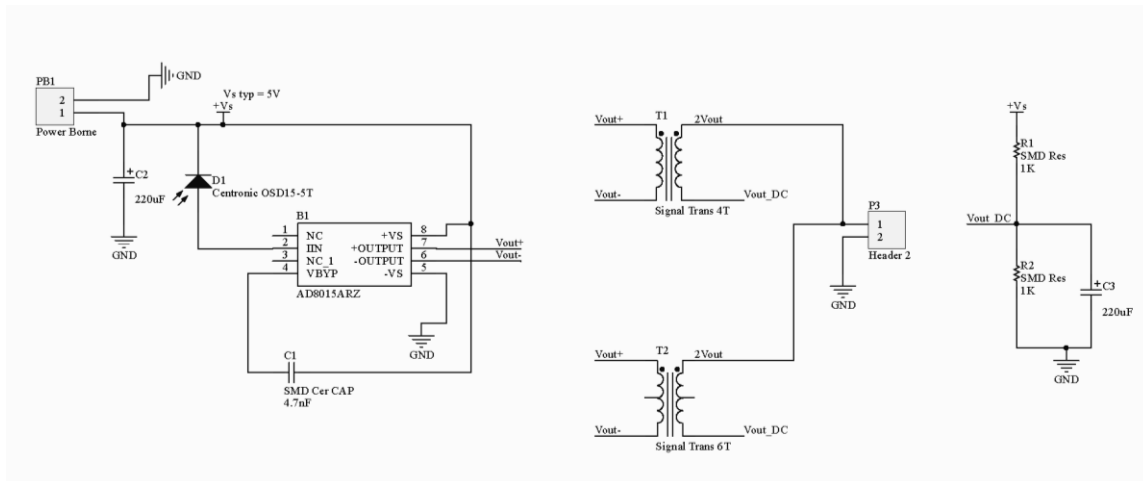 PB1
2
1
Power Borne
GND
Vs typ = 5V
+Vs
+
C2
220uF
GND
D1
Centronic OSD15-5T
B1
1 NC +VS 8
2 IIN +OUTPUT 7
3 NC_1 -OUTPUT 6
4 VBYP -VS 5
AD8015ARZ
Vout+
Vout-
GND
C1
SMD Cer CAP
4.7nF
Vout+
T1
2Vout
Vout-
Vout_DC
Signal Trans 4T
P3
1
2
Header 2
GND
Vout+
T2
2Vout
Vout-
Vout_DC
Signal Trans 6T
+Vs
R1
SMD Res
1K
Vout_DC
R2
SMD Res
1K
+
C3
220uF
GND